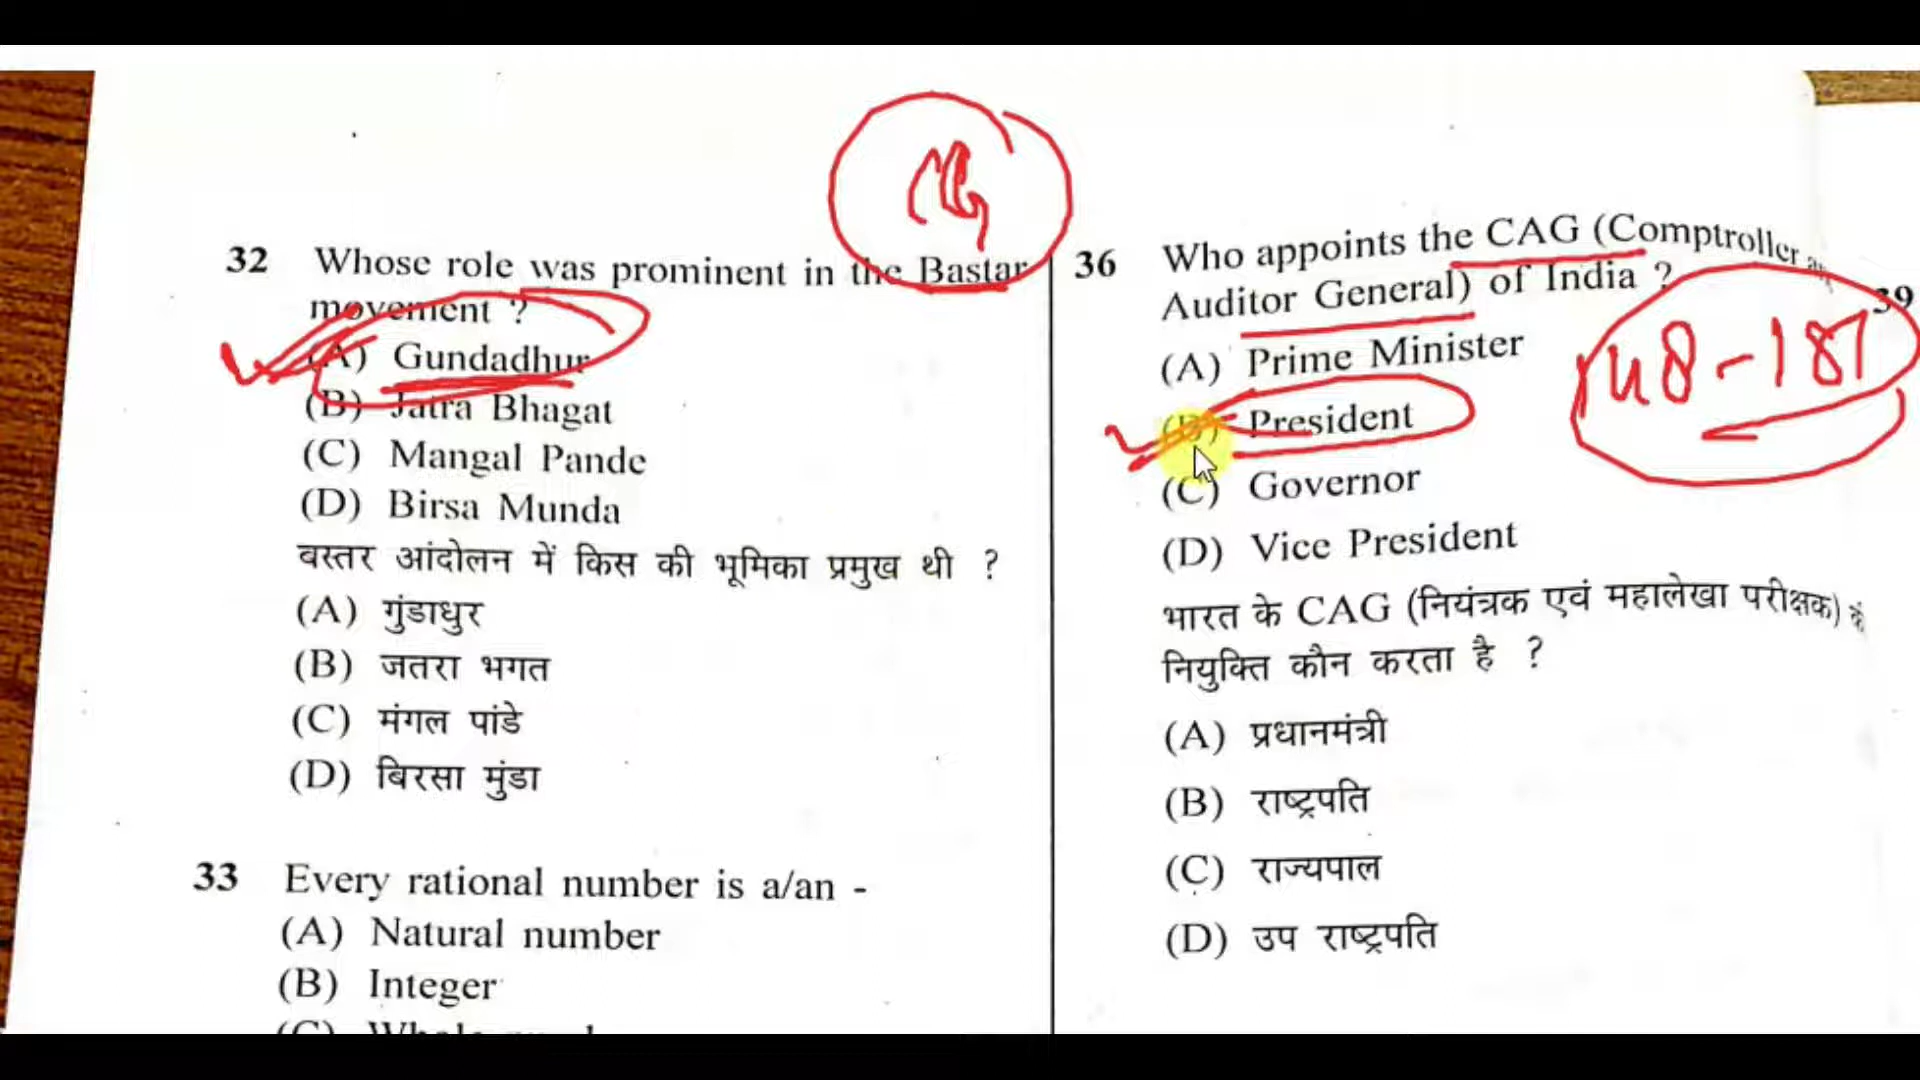 32 Whose role was prominent in the Bastar
movement ?
(A) Gundadhur
(B) Jatra Bhagat
(C) Mangal Pande
(D) Birsa Munda
बस्तर आंदोलन में किस की भूमिका प्रमुख थी ?
(A) गुंडाधुर
(B) जतरा भगत
(C) मंगल पांडे
(D) बिरसा मुंडा
33 Every rational number is a/an -
(A) Natural number
(B) Integer
36 Who appoints the CAG (Comptroller
Auditor General) of India ?
(A) Prime Minister
(B) President
(C) Governor
(D) Vice President
भारत के CAG (नियंत्रक एवं महालेखा परीक्षक)
नियुक्ति कौन करता है ?
(A) प्रधानमंत्री
(B) राष्ट्रपति
(C) राज्यपाल
(D) उप राष्ट्रपति
148-151
39